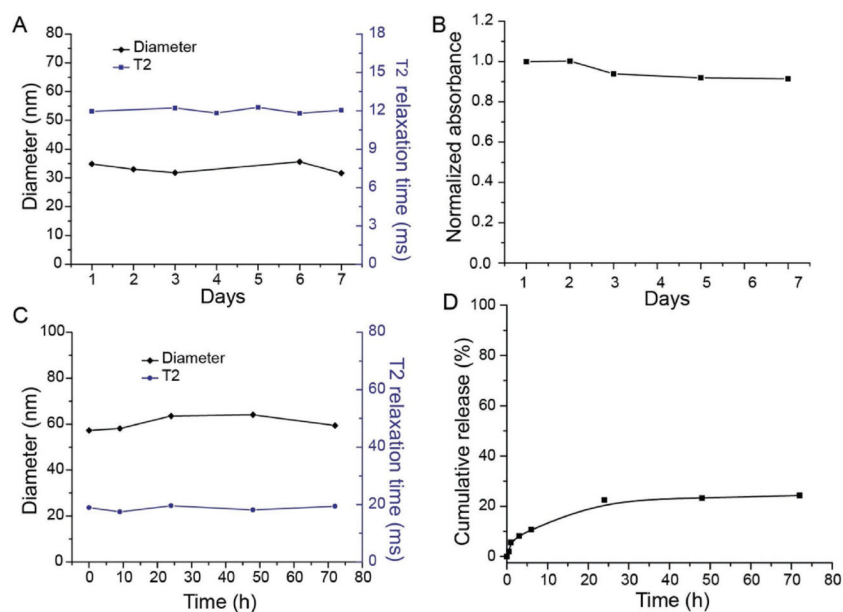 A
Diameter
T2
Diameter (nm)
80
70
60
50
40
30
20
10
0
T2 relaxation time (ms)
18
15
12
9
6
3
0
1 2 3 4 5 6 7
Days
B
Normalized absorbance
1.2
1.0
0.8
0.6
0.4
0.2
0.0
1 2 3 4 5 6 7
Days
C
Diameter
T2
Diameter (nm)
100
80
60
40
20
0
T2 relaxation time (ms)
80
60
40
20
0
0 10 20 30 40 50 60 70 80
Time (h)
D
Cumulative release (%)
100
80
60
40
20
0
0 10 20 30 40 50 60 70 80
Time (h)